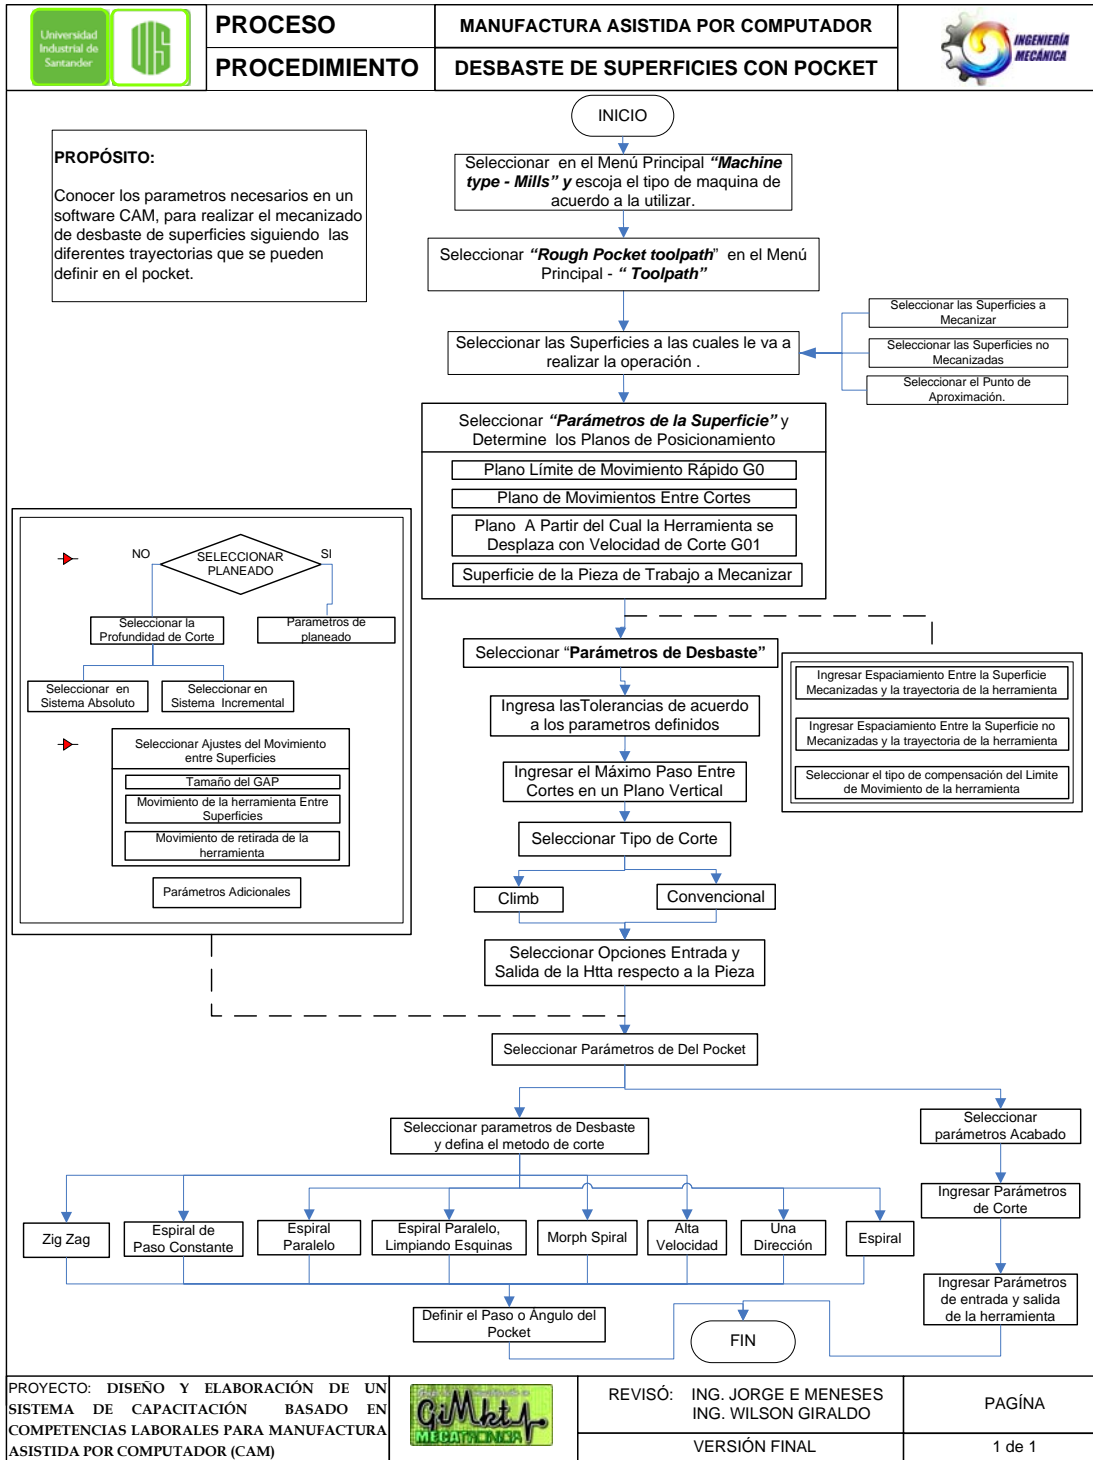 Universidad
Industrial de
Santander
UIS
PROCESO
MANUFACTURA ASISTIDA POR COMPUTADOR
PROCEDIMIENTO
DESBASTE DE SUPERFICIES CON POCKET
INGENIERÍA
MECÁNICA
INICIO
PROPÓSITO:
Conocer los parametros necesarios en un
software CAM, para realizar el mecanizado
de desbaste de superficies siguiendo las
diferentes trayectorias que se pueden
definir en el pocket.
Seleccionar en el Menú Principal “Machine
type - Mills” y escoja el tipo de maquina de
acuerdo a la utilizar.
Seleccionar “Rough Pocket toolpath” en el Menú
Principal - “ Toolpath”
Seleccionar las Superficies a las cuales le va a
realizar la operación .
Seleccionar las Superficies a
Mecanizar
Seleccionar las Superficies no
Mecanizadas
Seleccionar el Punto de
Aproximación.
Seleccionar “Parámetros de la Superficie” y
Determine los Planos de Posicionamiento
Plano Límite de Movimiento Rápido G0
Plano de Movimientos Entre Cortes
Plano A Partir del Cual la Herramienta se
Desplaza con Velocidad de Corte G01
Superficie de la Pieza de Trabajo a Mecanizar
NO
SELECCIONAR
PLANEADO
SI
Seleccionar la
Profundidad de Corte
Parametros de
planeado
Seleccionar en
Sistema Absoluto
Seleccionar en
Sistema Incremental
Seleccionar Ajustes del Movimiento
entre Superficies
Tamaño del GAP
Movimiento de la herramienta Entre
Superficies
Movimiento de retirada de la
herramienta
Parámetros Adicionales
Seleccionar “Parámetros de Desbaste”
Ingresar Espaciamiento Entre la Superficie
Mecanizadas y la trayectoria de la herramienta
Ingresar Espaciamiento Entre la Superficie no
Mecanizadas y la trayectoria de la herramienta
Seleccionar el tipo de compensación del Limite
de Movimiento de la herramienta
Ingresa lasTolerancias de acuerdo
a los parametros definidos
Ingresar el Máximo Paso Entre
Cortes en un Plano Vertical
Seleccionar Tipo de Corte
Climb
Convencional
Seleccionar Opciones Entrada y
Salida de la Htta respecto a la Pieza
Seleccionar Parámetros de Del Pocket
Seleccionar parametros de Desbaste
y defina el metodo de corte
Seleccionar
parámetros Acabado
Zig Zag
Espiral de
Paso Constante
Espiral
Paralelo
Espiral Paralelo,
Limpiando Esquinas
Morph Spiral
Alta
Velocidad
Una
Dirección
Espiral
Ingresar Parámetros
de Corte
Ingresar Parámetros
de entrada y salida
de la herramienta
Definir el Paso o Ángulo del
Pocket
FIN
PROYECTO: DISEÑO Y ELABORACIÓN DE UN
SISTEMA DE CAPACITACIÓN BASADO EN
COMPETENCIAS LABORALES PARA MANUFACTURA
ASISTIDA POR COMPUTADOR (CAM)
GiMkt
MECATRONICA
REVISÓ: ING. JORGE E MENESES
ING. WILSON GIRALDO
VERSIÓN FINAL
PAGÍNA
1 de 1